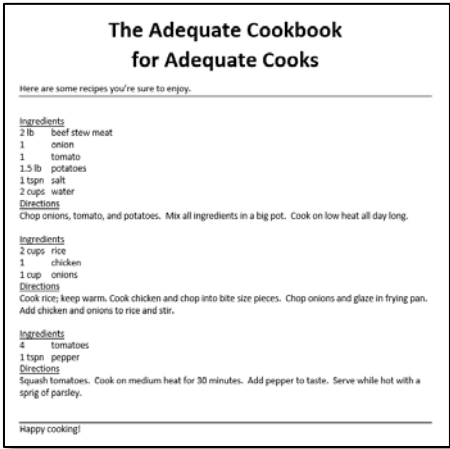 The Adequate Cookbook
for Adequate Cooks
Here are some recipes you're sure to enjoy.
Ingredients
2 lb beef stew meat
1 onion
1 tomato
1.5 lb potatoes
1 tspn salt
2 cups water
Directions
Chop onions, tomato, and potatoes. Mix all ingredients in a big pot. Cook on low heat all day long.
Ingredients
2 cups rice
1 chicken
1 cup onions
Directions
Cook rice; keep warm. Cook chicken and chop into bite size pieces. Chop onions and glaze in frying pan.
Add chicken and onions to rice and stir.
Ingredients
4 tomatoes
1 tspn pepper
Directions
Squash tomatoes. Cook on medium heat for 30 minutes. Add pepper to taste. Serve while hot with a
sprig of parsley.
Happy cooking!